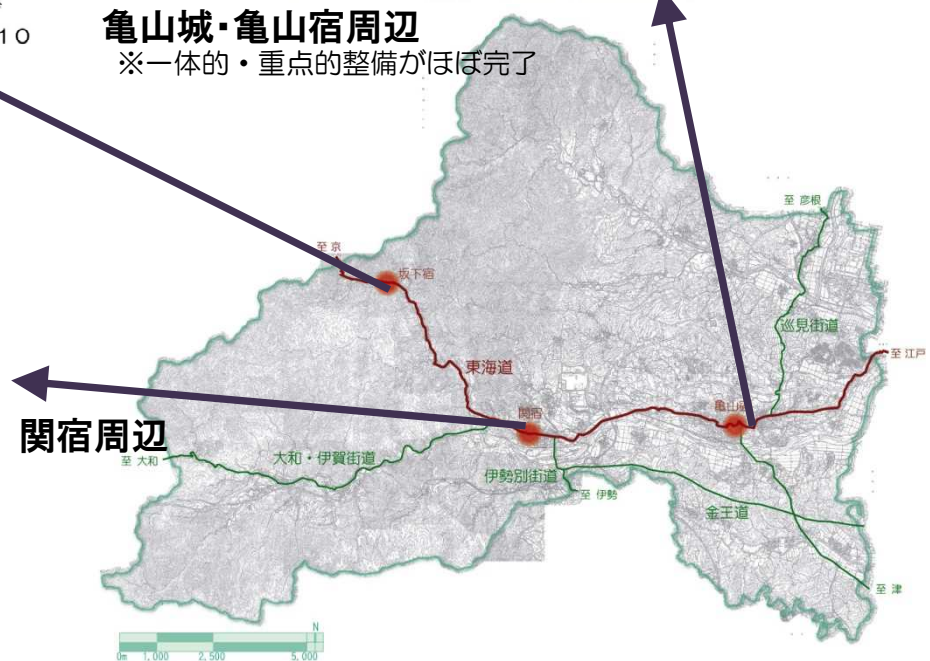 10
亀山城・亀山宿周辺
※一体的・重点的整備がほぼ完了
至 彦根
至 京
坂下宿
巡見街道
至 江戸
東海道
関宿
亀山宿
関宿周辺
至 大和
大和・伊賀街道
伊勢別街道
至 伊勢
金王道
至 津
N
0m 1,000 2,500 5,000